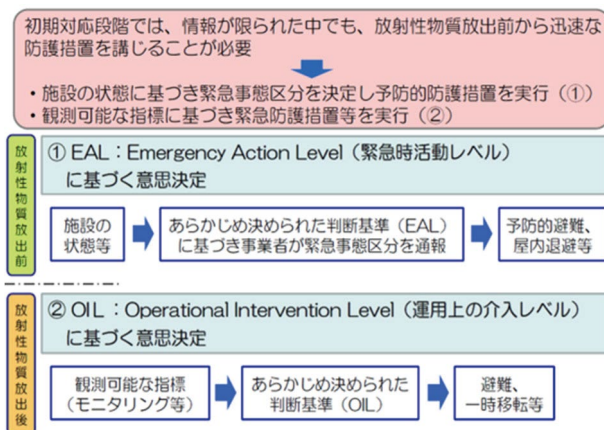 初期対応段階では、情報が限られた中でも、放射性物質放出前から迅速な
防護措置を講じることが必要
・施設の状態に基づき緊急事態区分を決定し予防的防護措置を実行（①）
・観測可能な指標に基づき緊急防護措置等を実行（②）
放射性物質放出前
① EAL：Emergency Action Level（緊急時活動レベル）
に基づく意思決定
施設の
状態等
あらかじめ決められた判断基準（EAL）
に基づき事業者が緊急事態区分を通報
予防的避難、
屋内退避等
放射性物質放出後
② OIL：Operational Intervention Level（運用上の介入レベル）
に基づく意思決定
観測可能な指標
（モニタリング等）
あらかじめ決められた
判断基準（OIL）
避難、
一時移転等